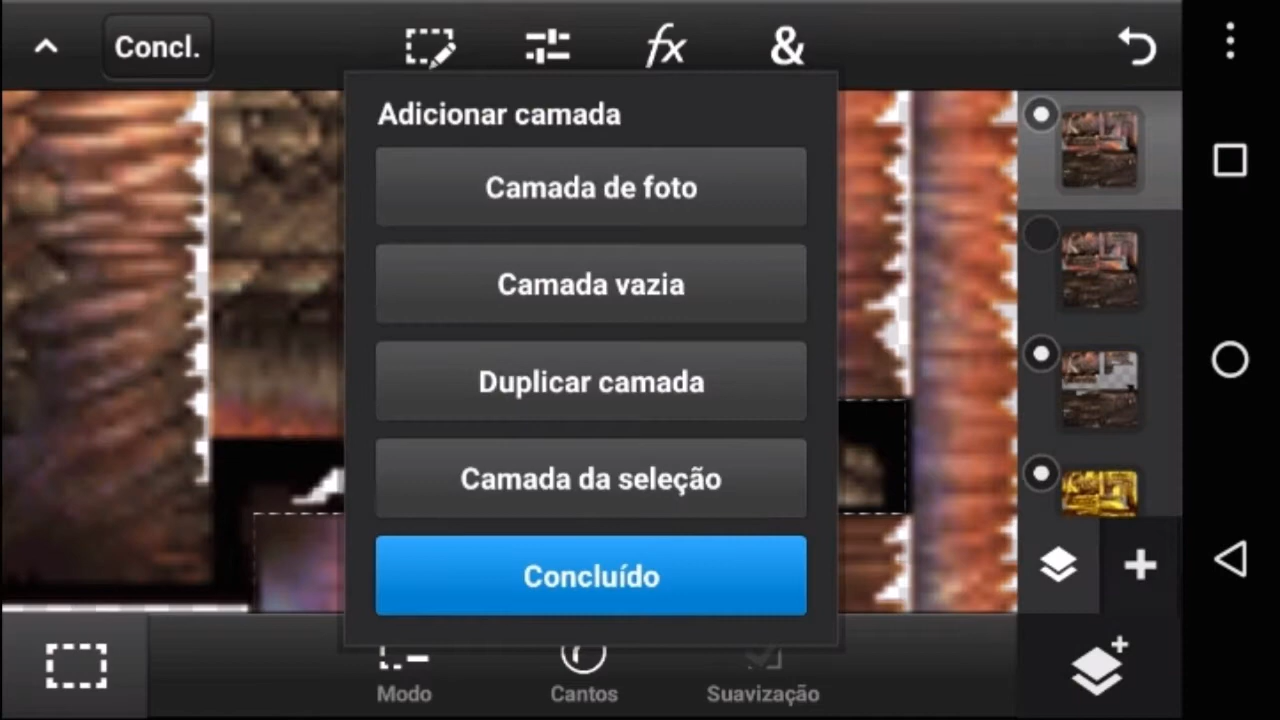 Concl.
fx
&
Adicionar camada
Camada de foto
Camada vazia
Duplicar camada
Camada da seleção
Concluído
Modo
Cantos
Suavização